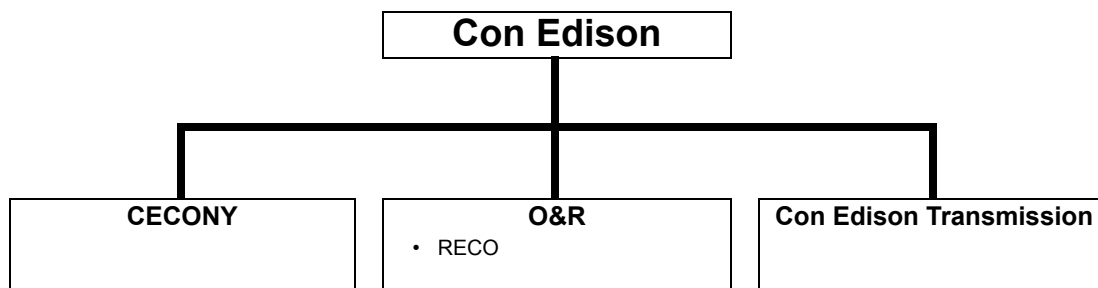 Con Edison
CECONY
O&R
Con Edison Transmission
• RECO